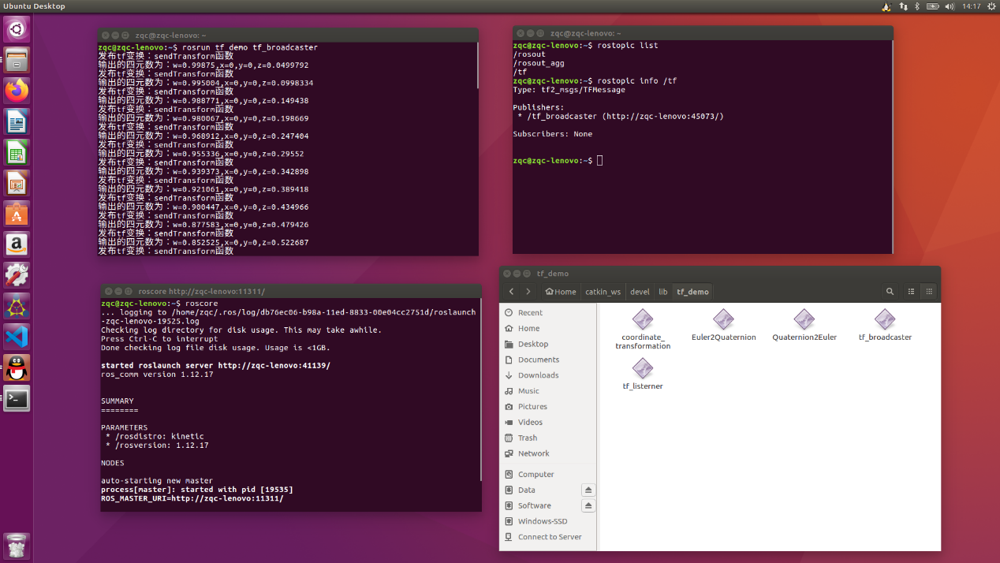 Ubuntu Desktop
14:17
zqc@zqc-lenovo: ~
zqc@zqc-lenovo:~$ rosrun tf_demo tf_broadcaster
发布tf变换：sendTransform函数
输出的四元数为：w=0.99875,x=0,y=0,z=0.0499792
发布tf变换：sendTransform函数
输出的四元数为：w=0.995004,x=0,y=0,z=0.0998334
发布tf变换：sendTransform函数
输出的四元数为：w=0.988771,x=0,y=0,z=0.149438
发布tf变换：sendTransform函数
输出的四元数为：w=0.980067,x=0,y=0,z=0.198669
发布tf变换：sendTransform函数
输出的四元数为：w=0.968912,x=0,y=0,z=0.247404
发布tf变换：sendTransform函数
输出的四元数为：w=0.955336,x=0,y=0,z=0.29552
发布tf变换：sendTransform函数
输出的四元数为：w=0.939373,x=0,y=0,z=0.342898
发布tf变换：sendTransform函数
输出的四元数为：w=0.921061,x=0,y=0,z=0.389418
发布tf变换：sendTransform函数
输出的四元数为：w=0.900447,x=0,y=0,z=0.434966
发布tf变换：sendTransform函数
输出的四元数为：w=0.877583,x=0,y=0,z=0.479426
发布tf变换：sendTransform函数
输出的四元数为：w=0.852525,x=0,y=0,z=0.522687
发布tf变换：sendTransform函数
zqc@zqc-lenovo: ~
zqc@zqc-lenovo:~$ rostopic list
/rosout
/rosout_agg
/tf
zqc@zqc-lenovo:~$ rostopic info /tf
Type: tf2_msgs/TFMessage
Publishers:
* /tf_broadcaster (http://zqc-lenovo:45073/)
Subscribers: None
zqc@zqc-lenovo:~$
roscore http://zqc-lenovo:11311/
zqc@zqc-lenovo:~$ roscore
... logging to /home/zqc/.ros/log/db76ec06-b98a-11ed-8833-00e04cc2751d/roslaunch
-zqc-lenovo-19525.log
Checking log directory for disk usage. This may take awhile.
Press Ctrl-C to interrupt
Done checking log file disk usage. Usage is <1GB.
started roslaunch server http://zqc-lenovo:41139/
ros_comm version 1.12.17
SUMMARY
========
PARAMETERS
* /rosdistro: kinetic
* /rosversion: 1.12.17
NODES
auto-starting new master
process[master]: started with pid [19535]
ROS_MASTER_URI=http://zqc-lenovo:11311/
tf_demo
Home catkin_ws devel lib tf_demo
Recent
Home
Desktop
Documents
Downloads
Music
Pictures
Videos
Trash
Network
Computer
Data
Software
Windows-SSD
Connect to Server
coordinate_
transformation
Euler2Quaternion
Quaternion2Euler
tf_broadcaster
tf_listerner